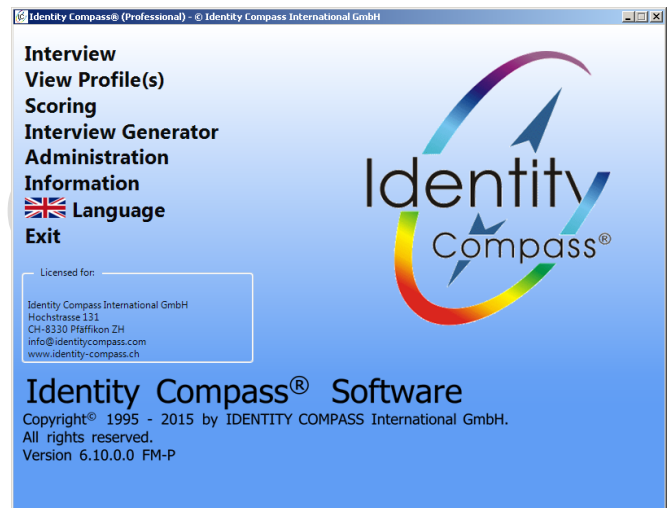 Identity Compass® (Professional) - © Identity Compass International GmbH
Interview
View Profile(s)
Scoring
Interview Generator
Administration
Information
Language
Exit
Identity
Compass®
Licensed for:
Identity Compass International GmbH
Hochstrasse 131
CH-8330 Pfäffikon ZH
info@identitycompass.com
www.identity-compass.ch
Identity Compass® Software
Copyright© 1995 - 2015 by IDENTITY COMPASS International GmbH.
All rights reserved.
Version 6.10.0.0 FM-P